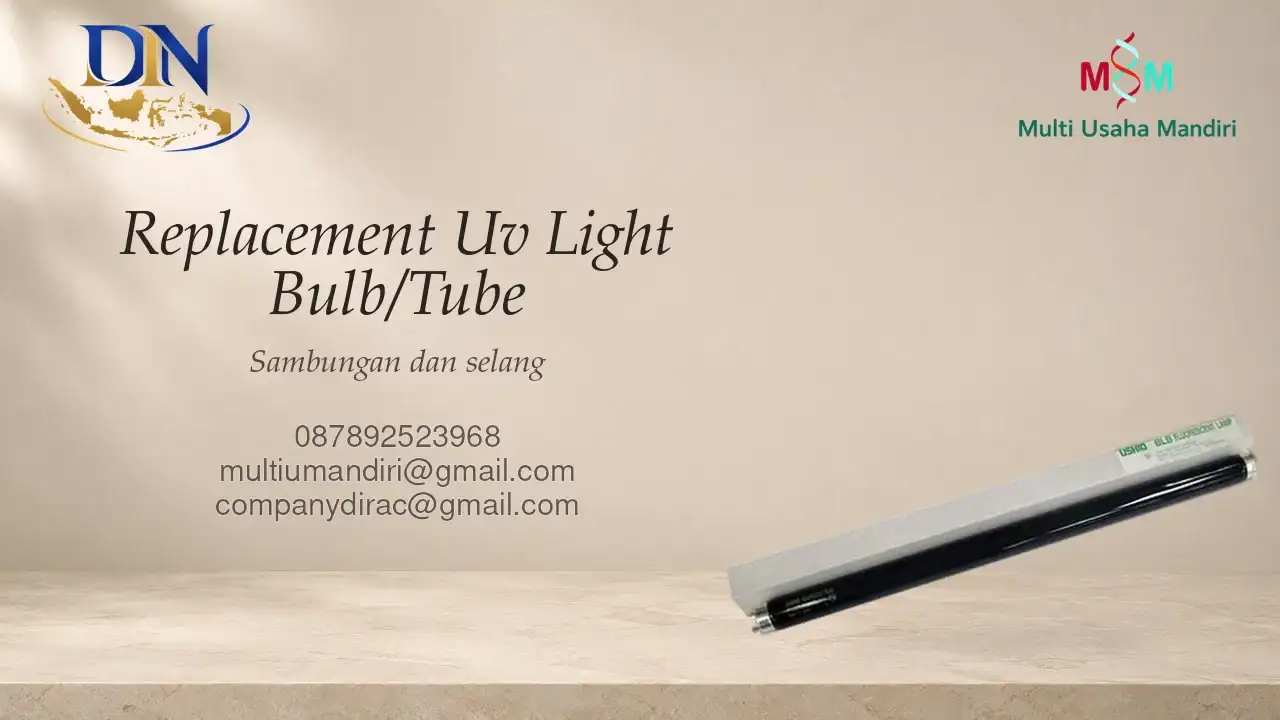 DN
M M
Multi Usaha Mandiri
Replacement Uv Light
Bulb/Tube
Sambungan dan selang
087892523968
multiumandiri@gmail.com
companydirac@gmail.com
USHIO BLB FLUORESCENT LAMP